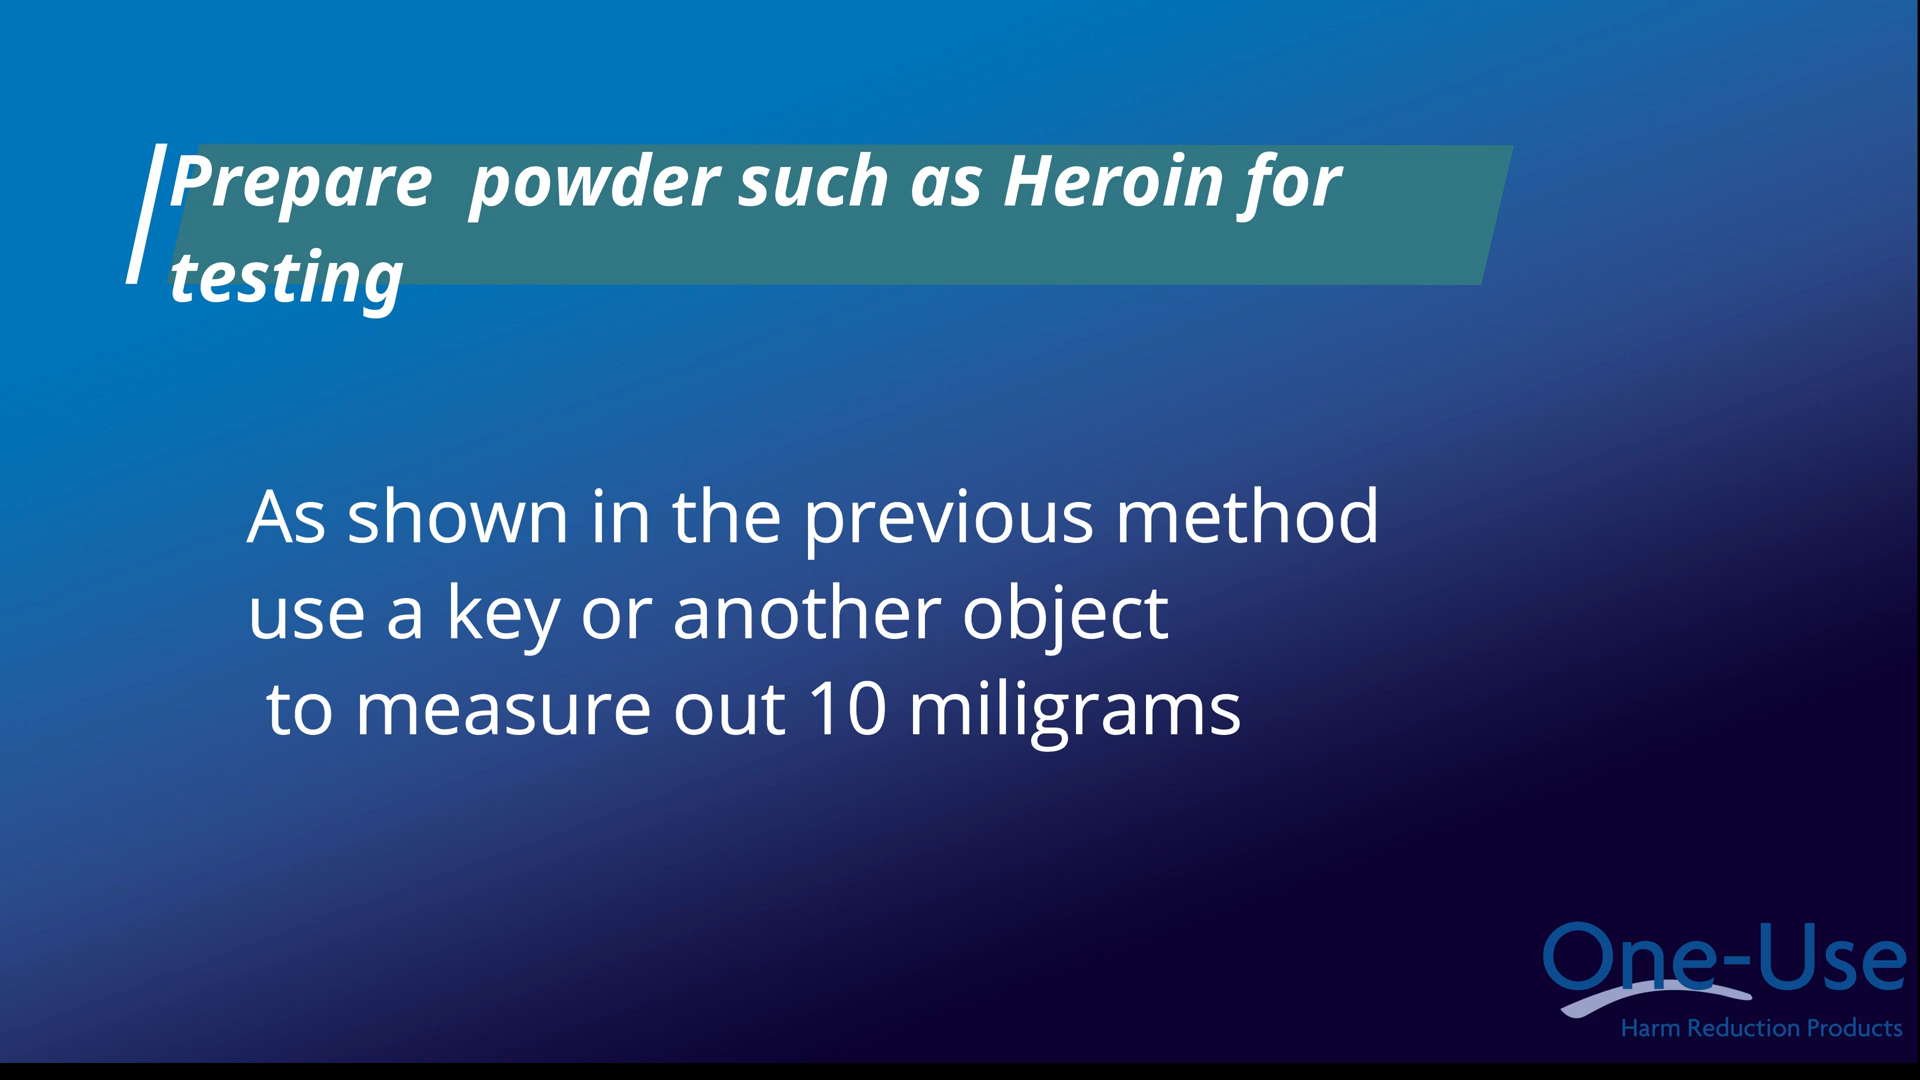 Prepare  powder such as Heroin for
testing
As shown in the previous method
use a key or another object
to measure out 10 miligrams
One-Use
Harm Reduction Products